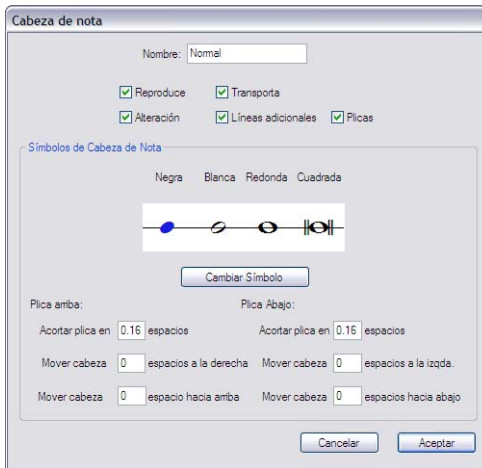 Cabeza de nota
Nombre: Normal
Reproduce Transporta
Alteración Líneas adicionales Plicas
Símbolos de Cabeza de Nota
Negra Blanca Redonda Cuadrada
Cambiar Símbolo
Plica arriba: Plica Abajo:
Acortar plica en 0.16 espacios Acortar plica en 0.16 espacios
Mover cabeza 0 espacios a la derecha Mover cabeza 0 espacios a la izqda.
Mover cabeza 0 espacio hacia arriba Mover cabeza 0 espacios hacia abajo
Cancelar Aceptar